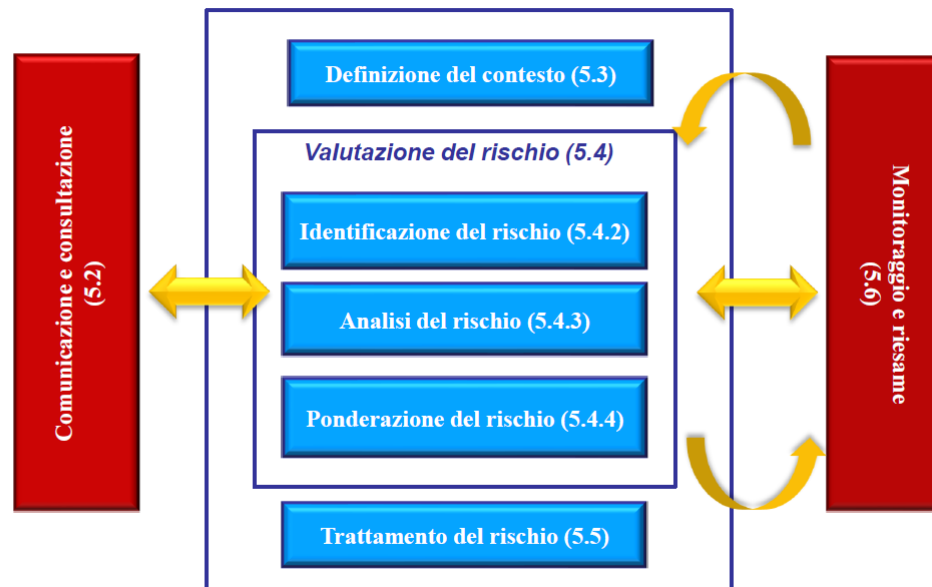 Comunicazione e consultazione
(5.2)
Definizione del contesto (5.3)
Valutazione del rischio (5.4)
Identificazione del rischio (5.4.2)
Analisi del rischio (5.4.3)
Ponderazione del rischio (5.4.4)
Trattamento del rischio (5.5)
Monitoraggio e riesame
(5.6)